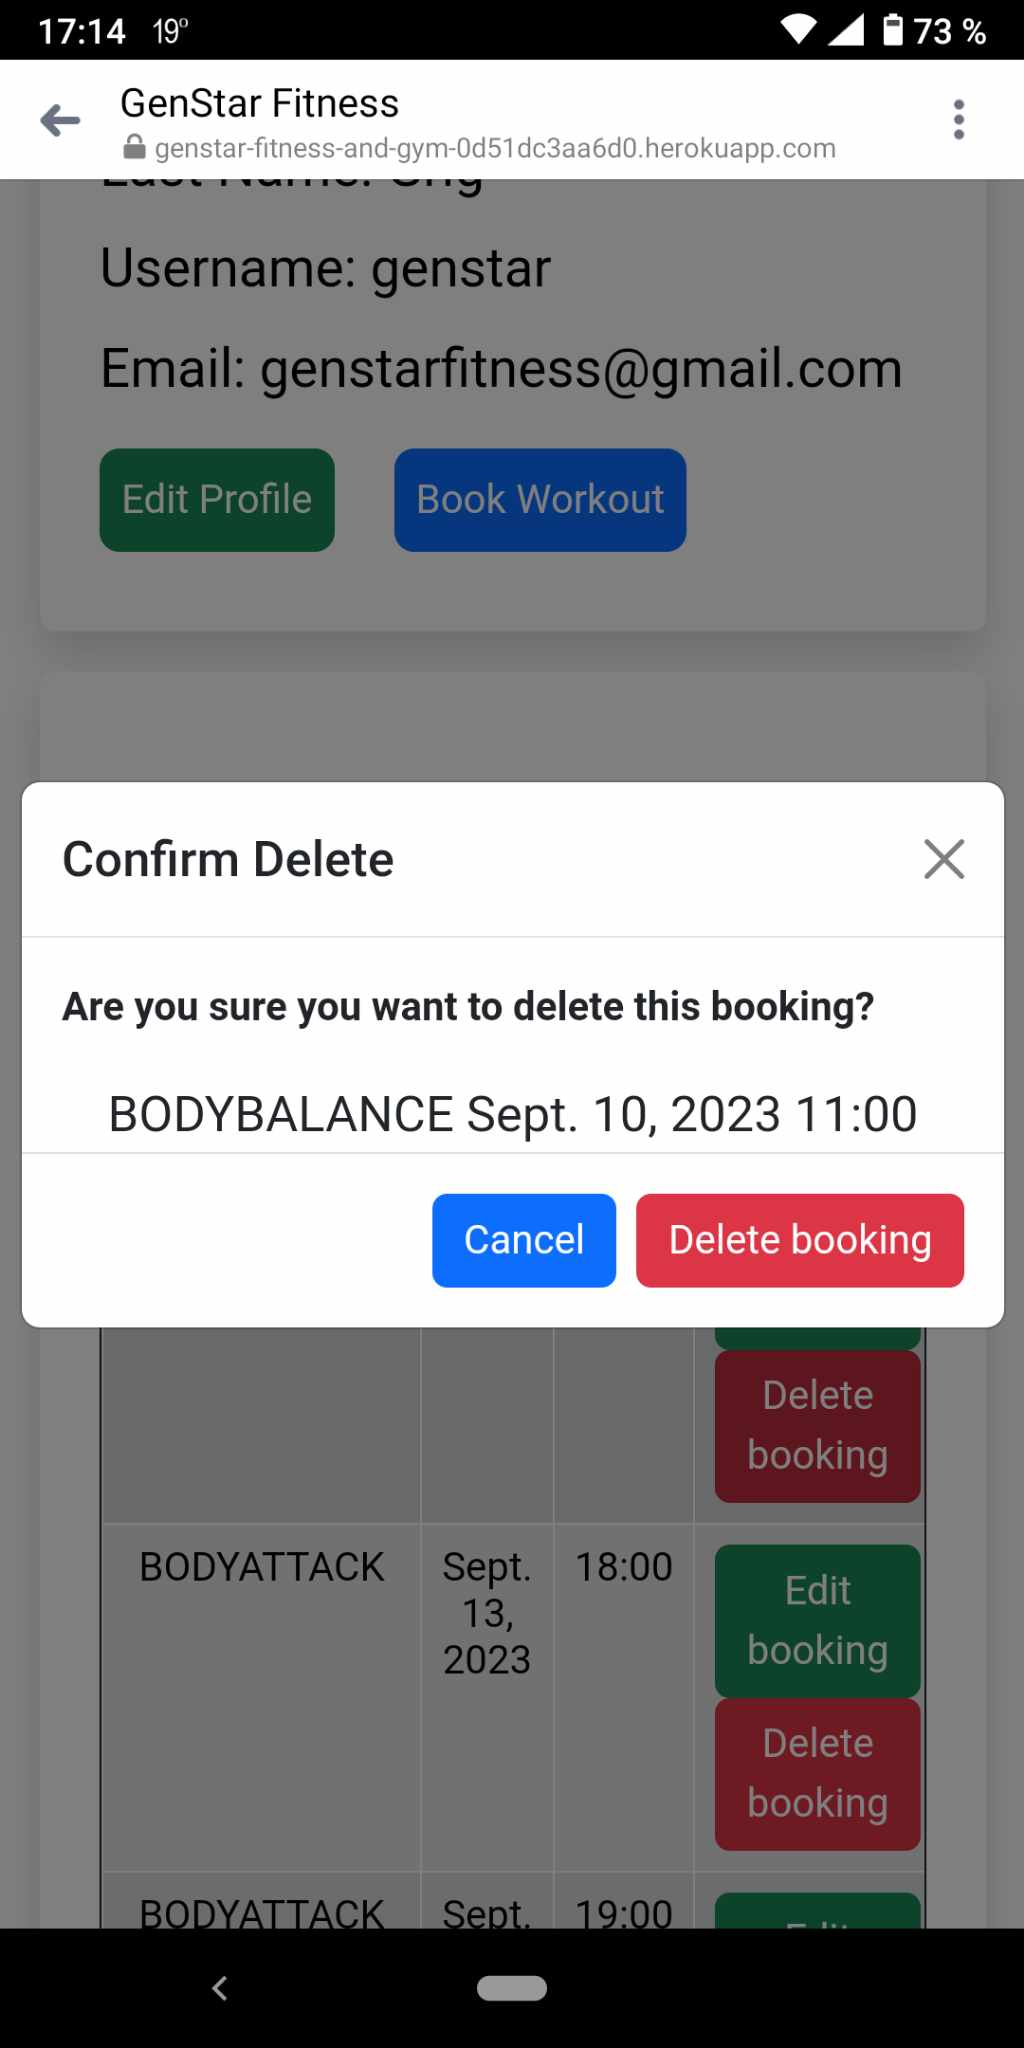 17:14 19° 73 %
GenStar Fitness
genstar-fitness-and-gym-0d51dc3aa6d0.herokuapp.com
Last Name:
Username: genstar
Email: genstarfitness@gmail.com
Edit Profile Book Workout
Confirm Delete
Are you sure you want to delete this booking?
BODYBALANCE Sept. 10, 2023 11:00
Cancel Delete booking
Delete
booking
BODYATTACK Sept. 18:00 Edit
13, booking
2023
Delete
booking
BODYATTACK Sept. 19:00 Edit